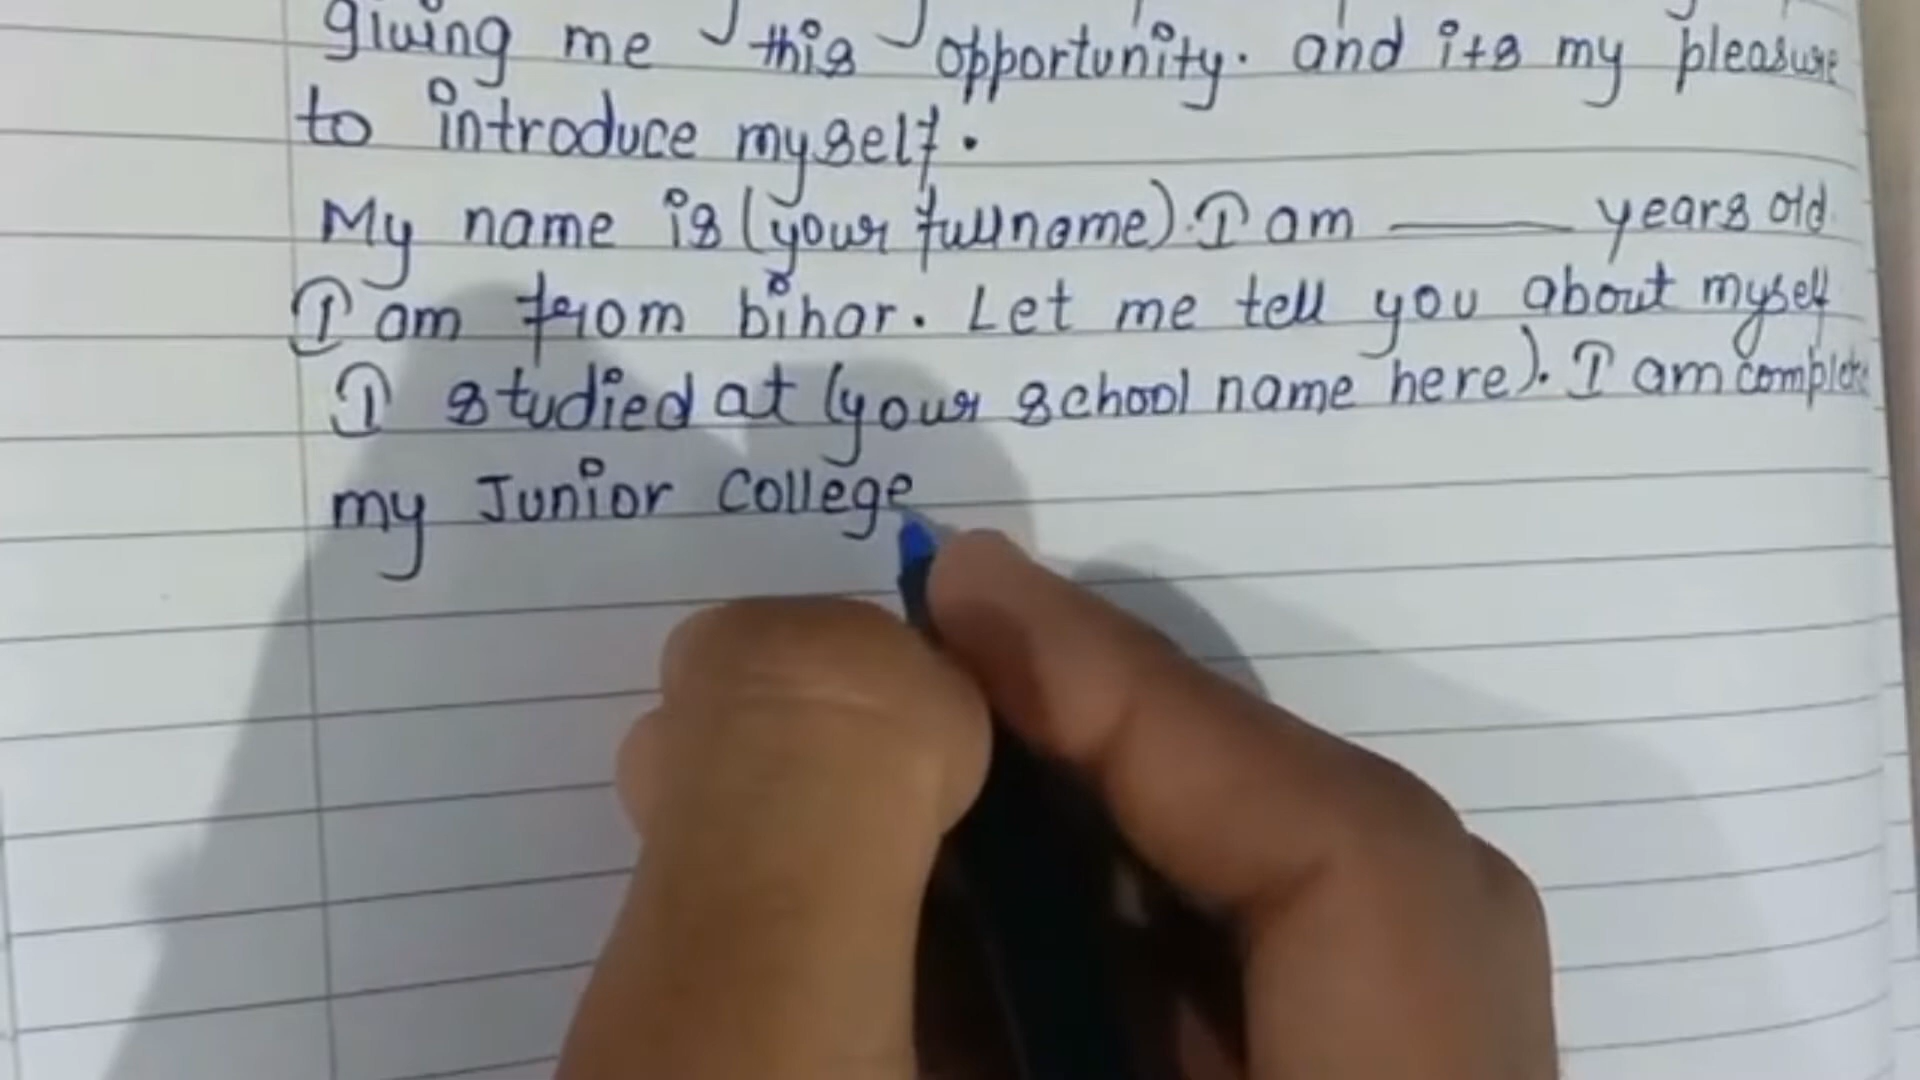 giving me this opportunity. and its my pleasure
to introduce myself.
My name is (your fullname). I am ——— years old.
I am from bihar. Let me tell you about myself
I studied at (your school name here). I am complete
my Junior College